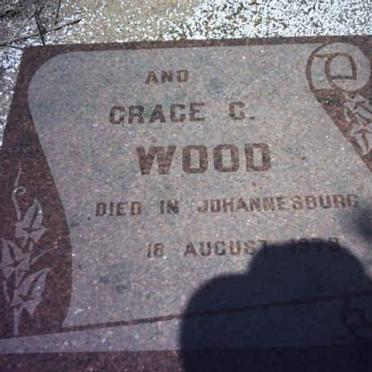 AND
GRACE G.
WOOD
DIED IN JOHANNESBURG
18 AUGUST